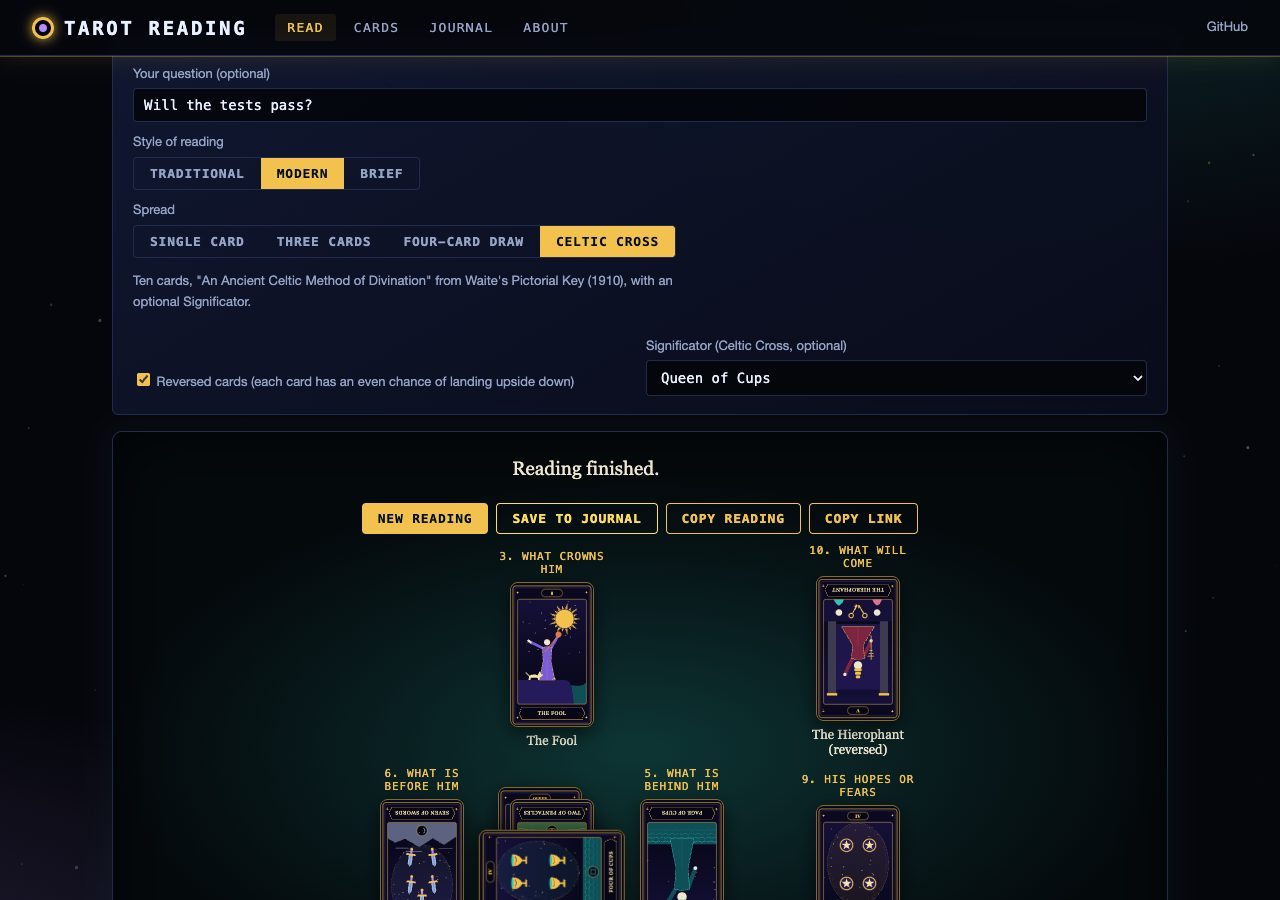 TAROT READING
READ
CARDS
JOURNAL
ABOUT
GitHub
Your question (optional)
Will the tests pass?
Style of reading
TRADITIONAL
MODERN
BRIEF
Spread
SINGLE CARD
THREE CARDS
FOUR-CARD DRAW
CELTIC CROSS
Ten cards, "An Ancient Celtic Method of Divination" from Waite's Pictorial Key (1910), with an
optional Significator.
Reversed cards (each card has an even chance of landing upside down)
Significator (Celtic Cross, optional)
Queen of Cups
Reading finished.
NEW READING
SAVE TO JOURNAL
COPY READING
COPY LINK
3. WHAT CROWNS
HIM
THE FOOL
The Fool
10. WHAT WILL
COME
THE HIEROPHANT
V
The Hierophant
(reversed)
6. WHAT IS
BEFORE HIM
SEVEN OF SWORDS
TWO OF PENTACLES
FOUR OF CUPS
5. WHAT IS
BEHIND HIM
PAGE OF CUPS
9. HIS HOPES OR
FEARS